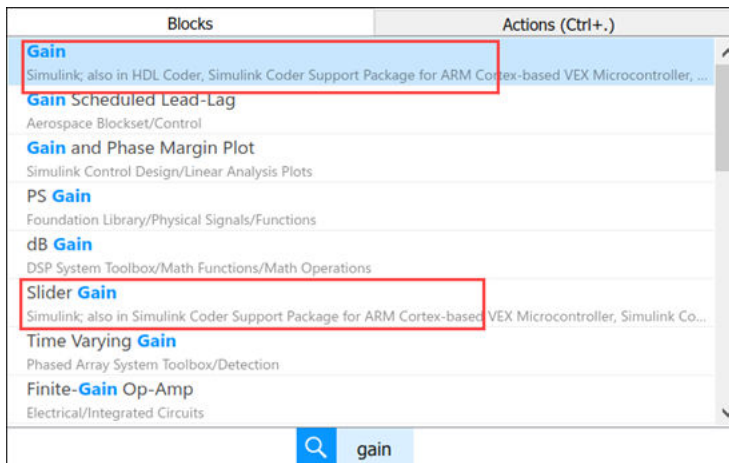 Blocks
Actions (Ctrl+.)
Gain
Simulink; also in HDL Coder, Simulink Coder Support Package for ARM Cortex-based VEX Microcontroller, ...
Gain Scheduled Lead-Lag
Aerospace Blockset/Control
Gain and Phase Margin Plot
Simulink Control Design/Linear Analysis Plots
PS Gain
Foundation Library/Physical Signals/Functions
dB Gain
DSP System Toolbox/Math Functions/Math Operations
Slider Gain
Simulink; also in Simulink Coder Support Package for ARM Cortex-based VEX Microcontroller, Simulink Co...
Time Varying Gain
Phased Array System Toolbox/Detection
Finite-Gain Op-Amp
Electrical/Integrated Circuits
gain